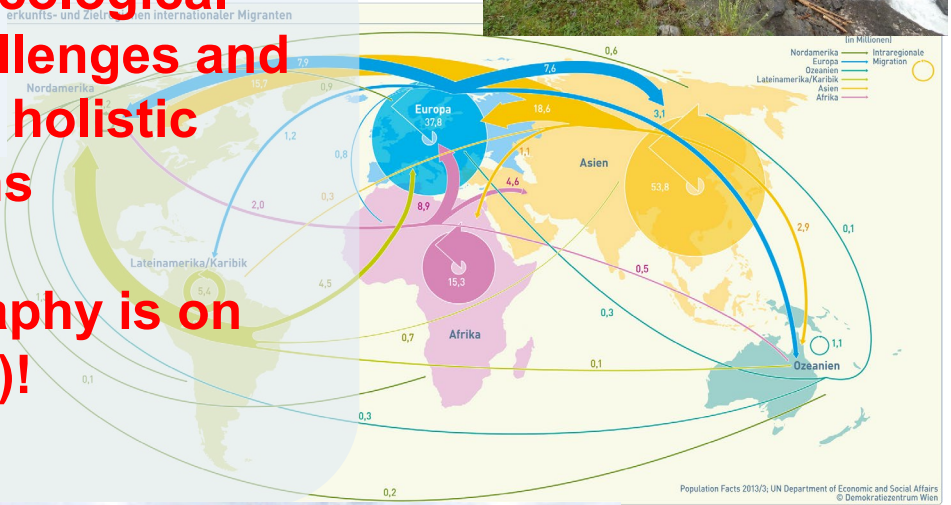 cological
llenges and
holistic
ns
aphy is on
)!
erkunfts- und Zielregionen internationaler Migranten
(in Millionen)
Nordamerika
Europa
Ozeanien
Lateinamerika/Karibik
Asien
Afrika
Intraregionale
Migration
0,6
7,9
7,6
15,7
0,9
Nordamerika
Europa
37,8
18,6
3,1
1,2
1,1
0,8
Asien
4,6
53,8
0,3
2,0
8,9
2,9
0,1
Lateinamerika/Karibik
0,5
5,4
4,5
15,3
0,3
Afrika
0,7
1,1
0,1
Ozeanien
0,1
0,3
0,2
Population Facts 2013/3; UN Department of Economic and Social Affairs
© Demokratiezentrum Wien